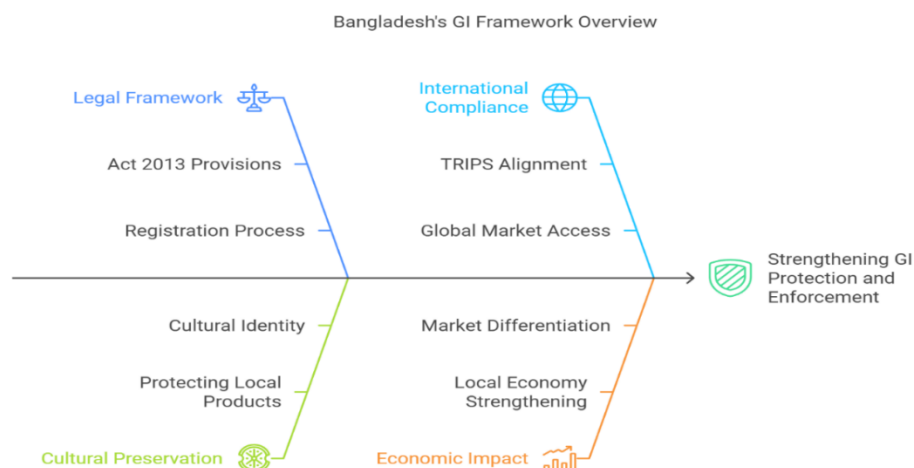 Bangladesh's GI Framework Overview
Legal Framework
Act 2013 Provisions
Registration Process
International
Compliance
TRIPS Alignment
Global Market Access
Strengthening GI
Protection and
Enforcement
Cultural Identity
Protecting Local
Products
Cultural Preservation
Market Differentiation
Local Economy
Strengthening
Economic Impact